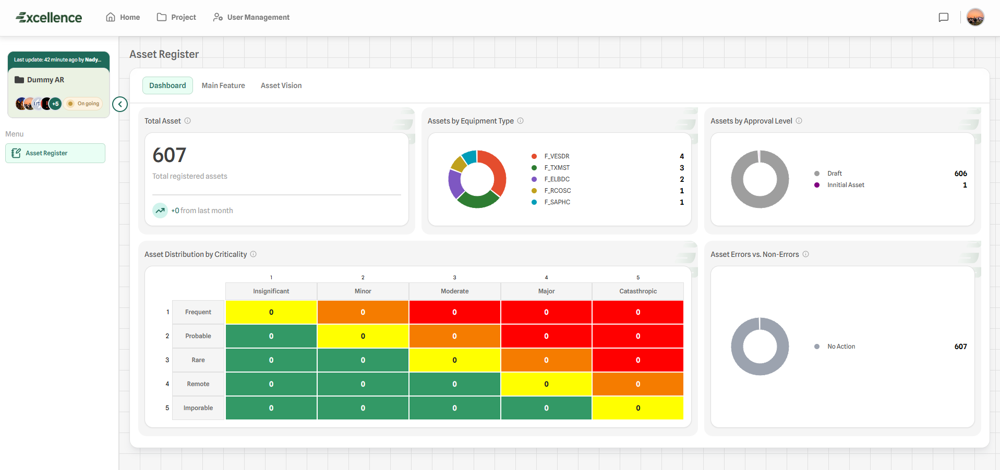 Excellence
Home
Project
User Management
Last update: 42 minute ago by Nady...
Dummy AR
+5
On going
Menu
Asset Register
Asset Register
Dashboard
Main Feature
Asset Vision
Total Asset
607
Total registered assets
+0 from last month
Assets by Equipment Type
F_VESDR 4
F_TXMST 3
F_ELBDC 2
F_RCOSC 1
F_SAPHC 1
Assets by Approval Level
Draft 606
Innitial Asset 1
Asset Distribution by Criticality
1 2 3 4 5
Insignificant Minor Moderate Major Catasthropic
1 Frequent 0 0 0 0 0
2 Probable 0 0 0 0 0
3 Rare 0 0 0 0 0
4 Remote 0 0 0 0 0
5 Imporable 0 0 0 0 0
Asset Errors vs. Non-Errors
No Action 607